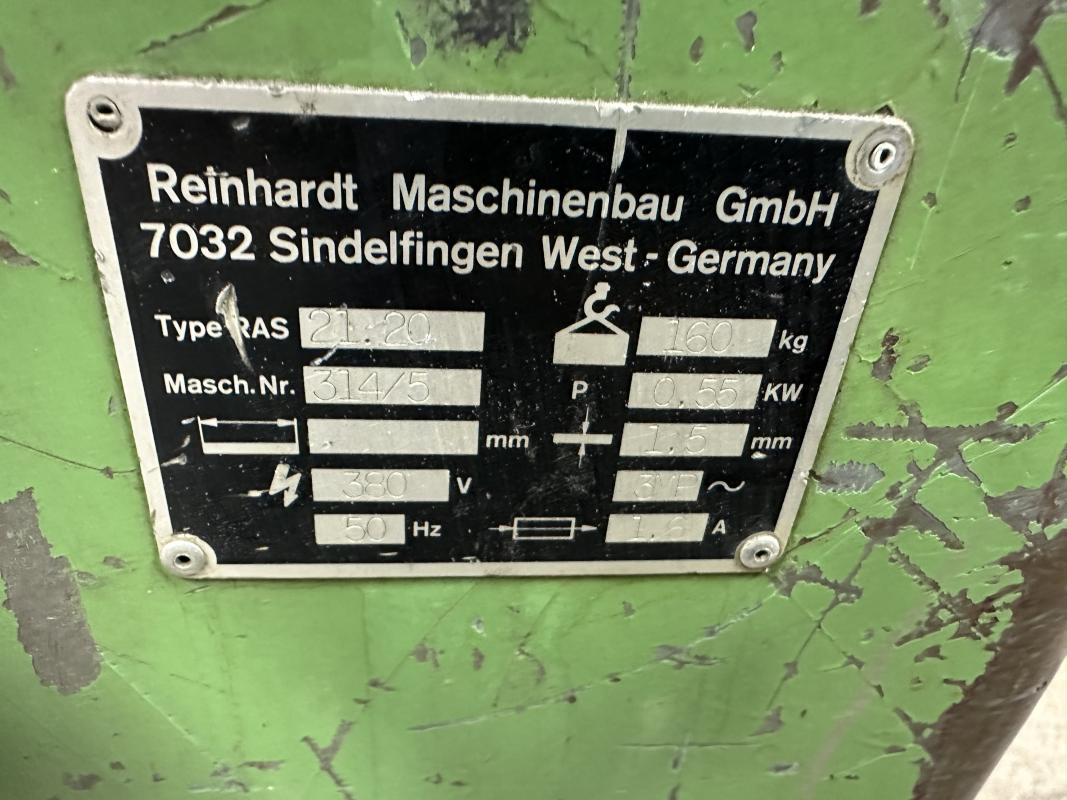 Reinhardt Maschinenbau GmbH
7032 Sindelfingen West-Germany
Type RAS 21.20
160 kg
Masch.Nr. 314/5
P 0,55 KW
mm
1.5 mm
380 V
3MP ~
50 Hz
1.6 A